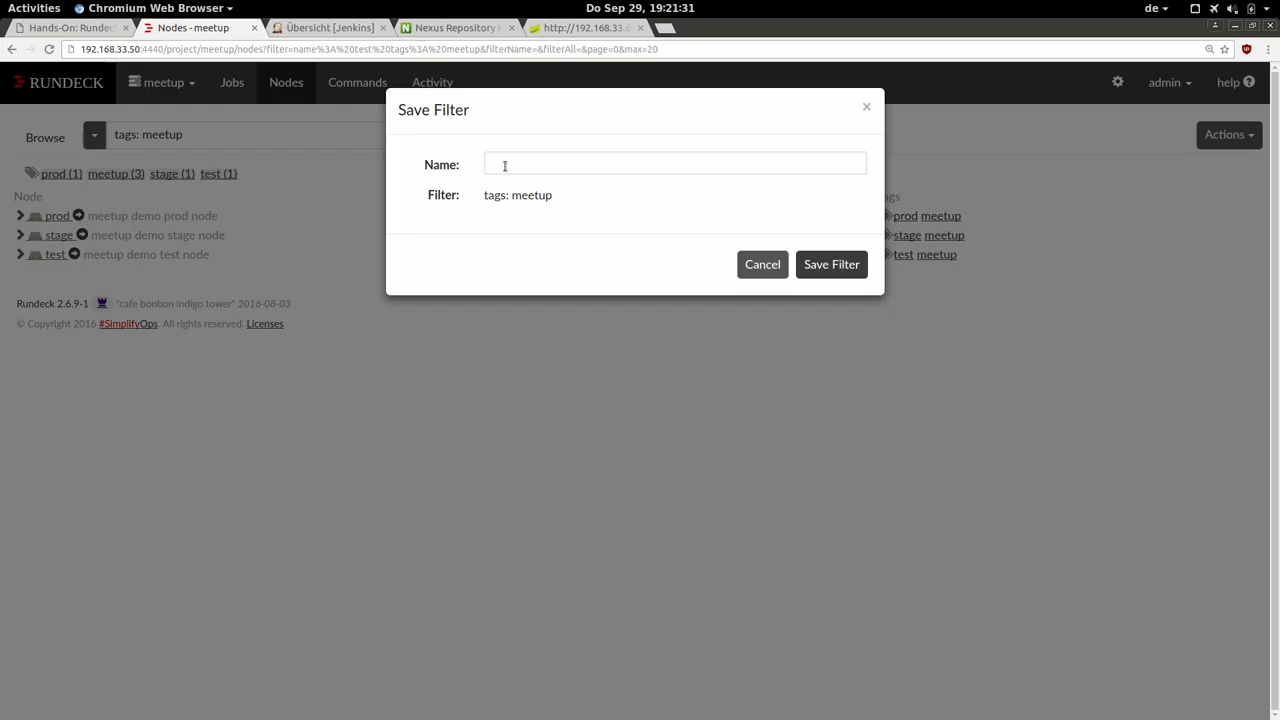 Activities Chromium Web Browser Do Sep 29, 19:21:31 de
Hands-On: Rundec × Nodes - meetup × Übersicht [Jenkins] × Nexus Repository × http://192.168.33. ×
192.168.33.50:4440/project/meetup/nodes?filter=name%3A%20test%20tags%3A%20meetup&filterName=&filterAll=&page=0&max=20
RUNDECK meetup Jobs Nodes Commands Activity admin help
Save Filter ×
Browse tags: meetup Actions
Name:
prod (1) meetup (3) stage (1) test (1)
Filter: tags: meetup
Node gs
prod meetup demo prod node prod meetup
stage meetup demo stage node stage meetup
test meetup demo test node test meetup
Cancel Save Filter
Rundeck 2.6.9-1 "cafe bonbon indigo tower" 2016-08-03
© Copyright 2016 #SimplifyOps. All rights reserved. Licenses